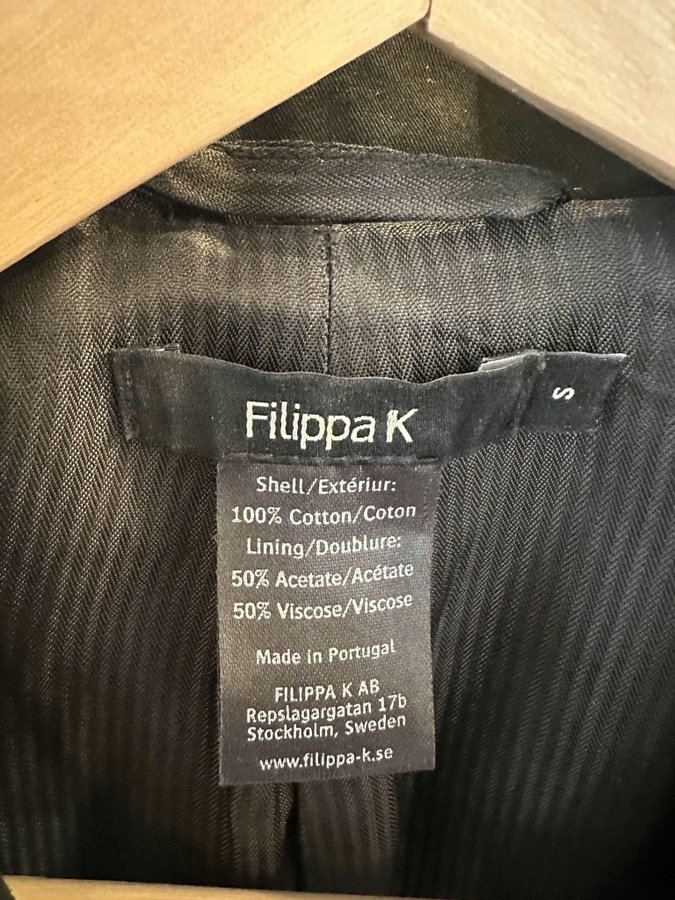 Filippa K
S
Shell/Extériur:
100% Cotton/Coton
Lining/Doublure:
50% Acetate/Acétate
50% Viscose/Viscose
Made in Portugal
FILIPPA K AB
Repslagargatan 17b
Stockholm, Sweden
www.filippa-k.se